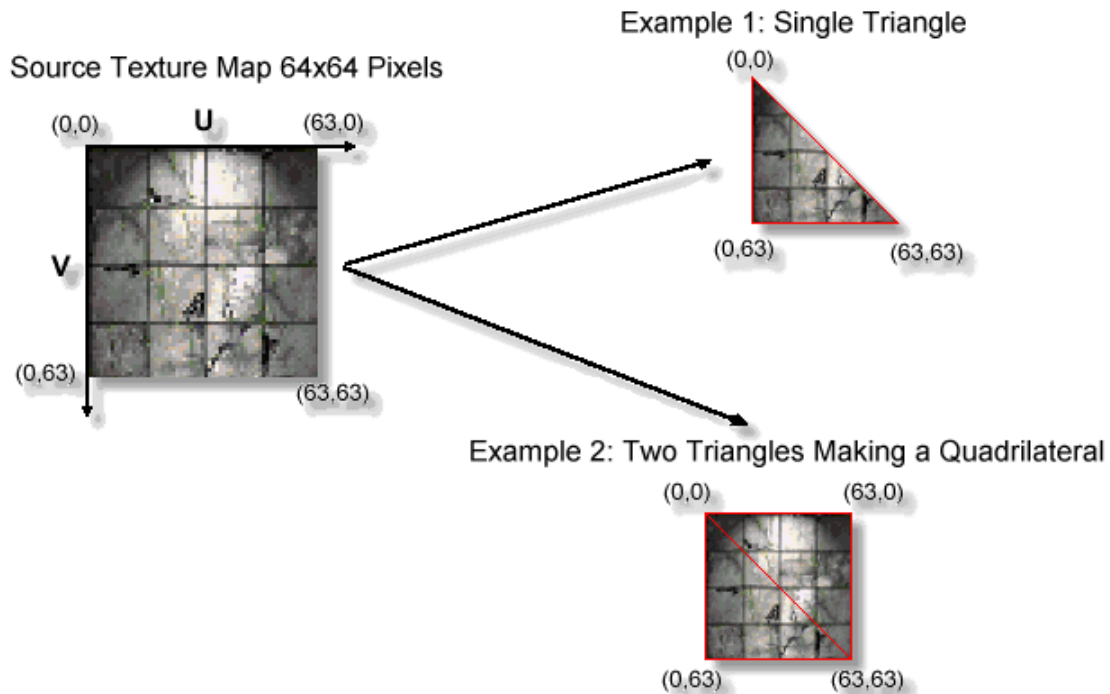 Example 1: Single Triangle
(0,0)
Source Texture Map 64x64 Pixels
(0,0) U (63,0)
V
(0,63)
(63,63)
(0,63) (63,63)
Example 2: Two Triangles Making a Quadrilateral
(0,0) (63,0)
(0,63) (63,63)